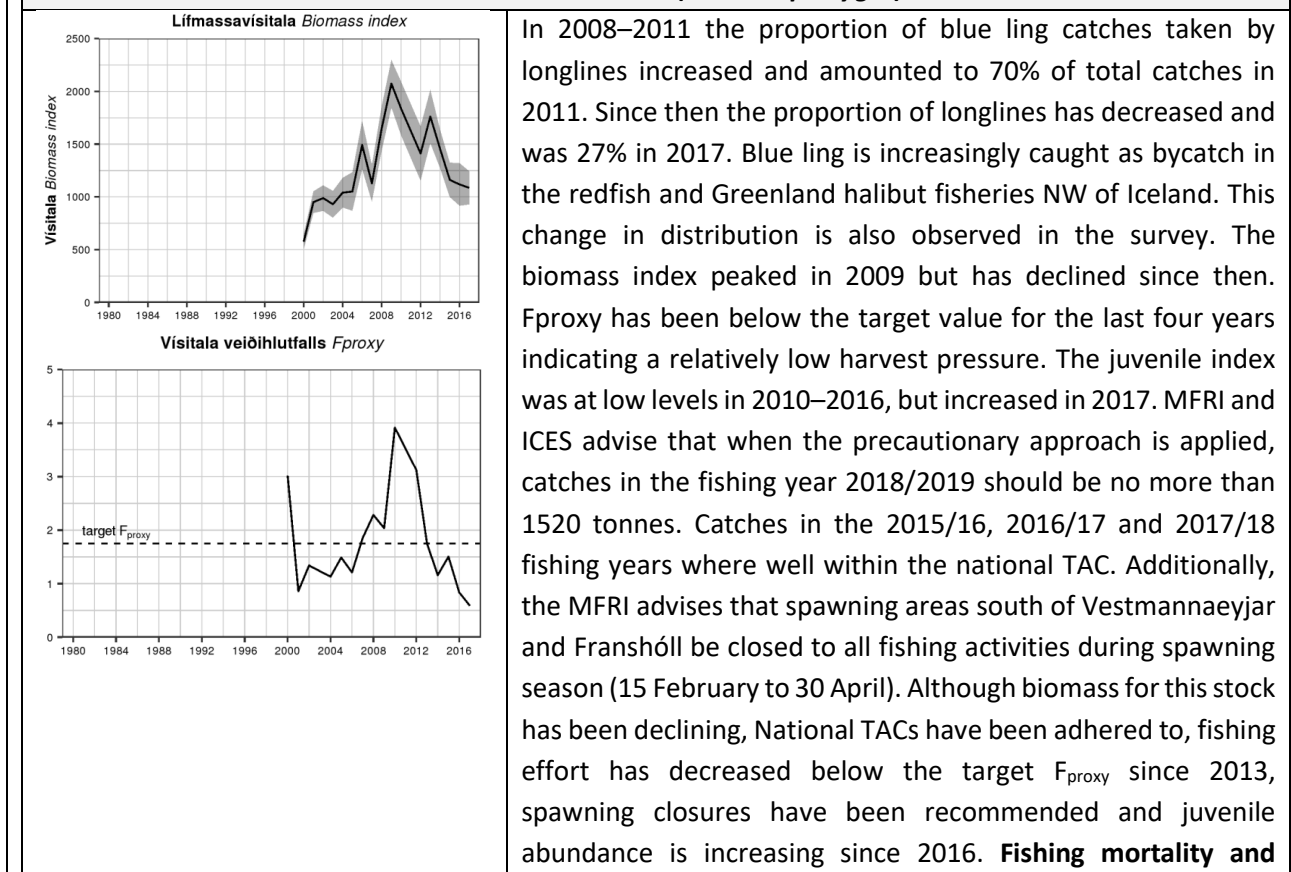 Lífmassavísitala Biomass index
Vísitala Biomass index
2500
2000
1500
1000
500
0
1980 1984 1988 1992 1996 2000 2004 2008 2012 2016
Vísitala veiðihlutfalls Fproxy
5
4
3
2
1
0
target Fproxy
1980 1984 1988 1992 1996 2000 2004 2008 2012 2016
In 2008–2011 the proportion of blue ling catches taken by
longlines increased and amounted to 70% of total catches in
2011. Since then the proportion of longlines has decreased and
was 27% in 2017. Blue ling is increasingly caught as bycatch in
the redfish and Greenland halibut fisheries NW of Iceland. This
change in distribution is also observed in the survey. The
biomass index peaked in 2009 but has declined since then.
Fproxy has been below the target value for the last four years
indicating a relatively low harvest pressure. The juvenile index
was at low levels in 2010–2016, but increased in 2017. MFRI and
ICES advise that when the precautionary approach is applied,
catches in the fishing year 2018/2019 should be no more than
1520 tonnes. Catches in the 2015/16, 2016/17 and 2017/18
fishing years where well within the national TAC. Additionally,
the MFRI advises that spawning areas south of Vestmannaeyjar
and Franshóll be closed to all fishing activities during spawning
season (15 February to 30 April). Although biomass for this stock
has been declining, National TACs have been adhered to, fishing
effort has decreased below the target Fproxy since 2013,
spawning closures have been recommended and juvenile
abundance is increasing since 2016. Fishing mortality and